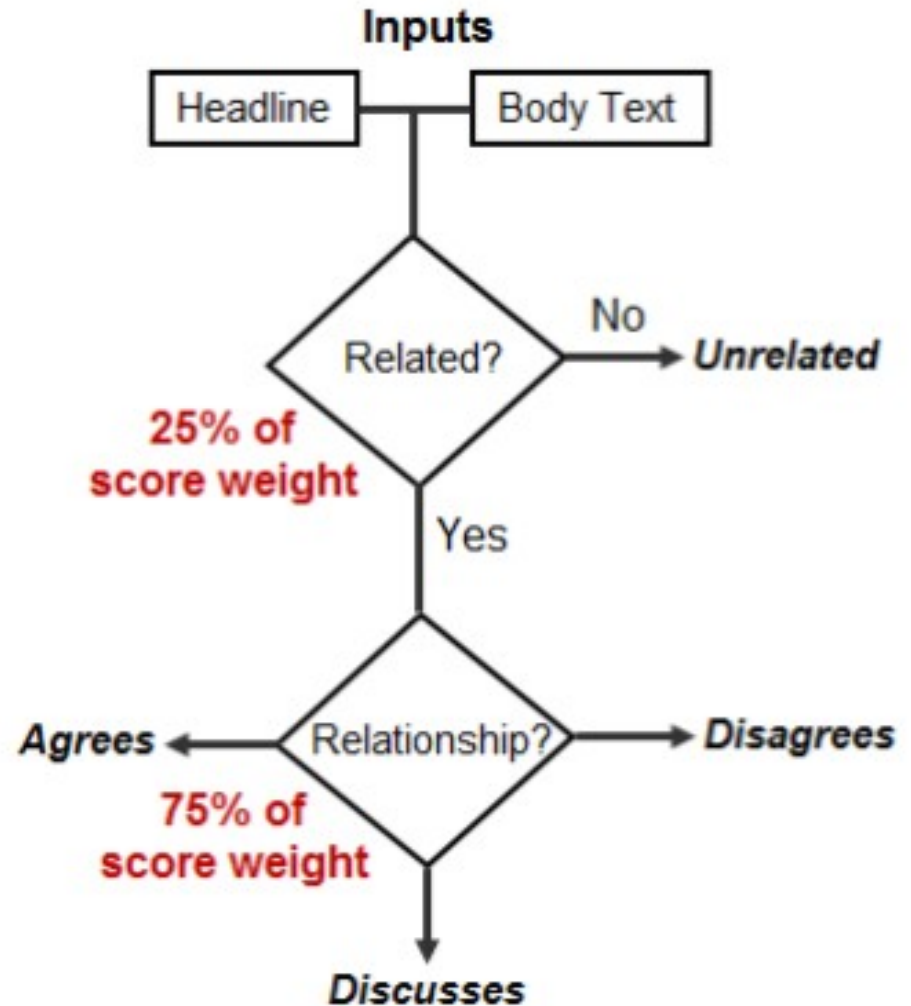 Inputs
Headline
Body Text
Related?
No
Unrelated
25% of
score weight
Yes
Agrees
Relationship?
Disagrees
75% of
score weight
Discusses